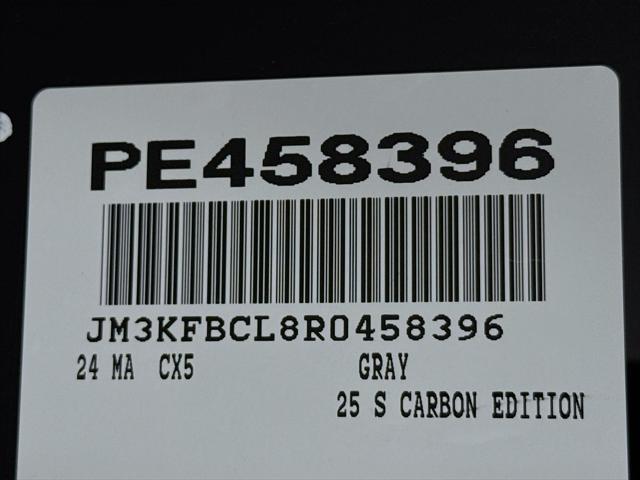 PE458396
JM3KFBCL8R0458396
24 MA CX5 GRAY
25 S CARBON EDITION